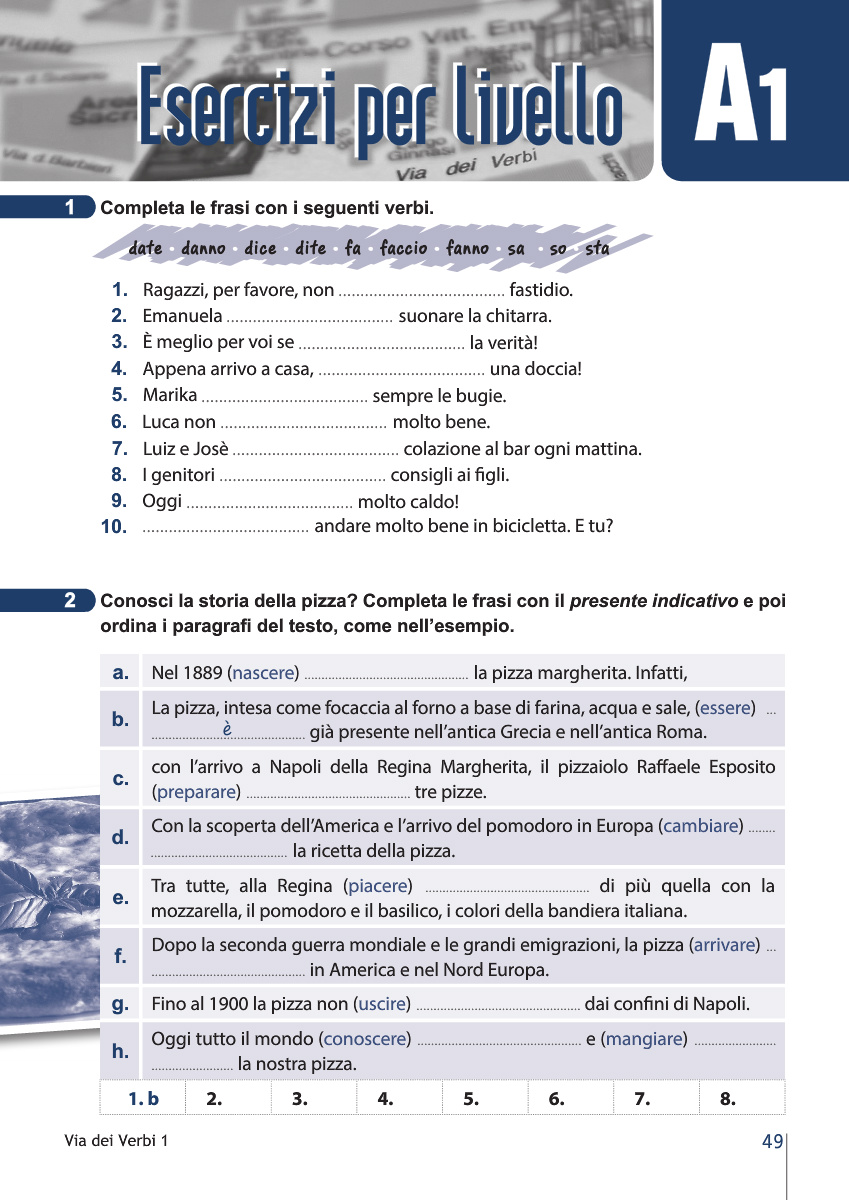 Corso Vitt. Em
Via dei Verbi
Esercizi per livello
A1
1 Completa le frasi con i seguenti verbi.
date · danno · dice · dite · fa · faccio · fanno · sa · so · sta
1. Ragazzi, per favore, non ...................................... fastidio.
2. Emanuela ...................................... suonare la chitarra.
3. È meglio per voi se ...................................... la verità!
4. Appena arrivo a casa, ...................................... una doccia!
5. Marika ...................................... sempre le bugie.
6. Luca non ...................................... molto bene.
7. Luiz e Josè ...................................... colazione al bar ogni mattina.
8. I genitori ...................................... consigli ai figli.
9. Oggi ...................................... molto caldo!
10. ...................................... andare molto bene in bicicletta. E tu?
2 Conosci la storia della pizza? Completa le frasi con il presente indicativo e poi
ordina i paragrafi del testo, come nell'esempio.
a. Nel 1889 (nascere) ................................................ la pizza margherita. Infatti,
b. La pizza, intesa come focaccia al forno a base di farina, acqua e sale, (essere) ...
......................è...................... già presente nell'antica Grecia e nell'antica Roma.
c. con l'arrivo a Napoli della Regina Margherita, il pizzaiolo Raffaele Esposito
(preparare) ................................................ tre pizze.
d. Con la scoperta dell'America e l'arrivo del pomodoro in Europa (cambiare) ........
........................................ la ricetta della pizza.
e. Tra tutte, alla Regina (piacere) ................................................ di più quella con la
mozzarella, il pomodoro e il basilico, i colori della bandiera italiana.
f. Dopo la seconda guerra mondiale e le grandi emigrazioni, la pizza (arrivare) ...
............................................. in America e nel Nord Europa.
g. Fino al 1900 la pizza non (uscire) ................................................ dai confini di Napoli.
h. Oggi tutto il mondo (conoscere) ................................................ e (mangiare) ........................
........................ la nostra pizza.
1. b 2. 3. 4. 5. 6. 7. 8.
Via dei Verbi 1
49